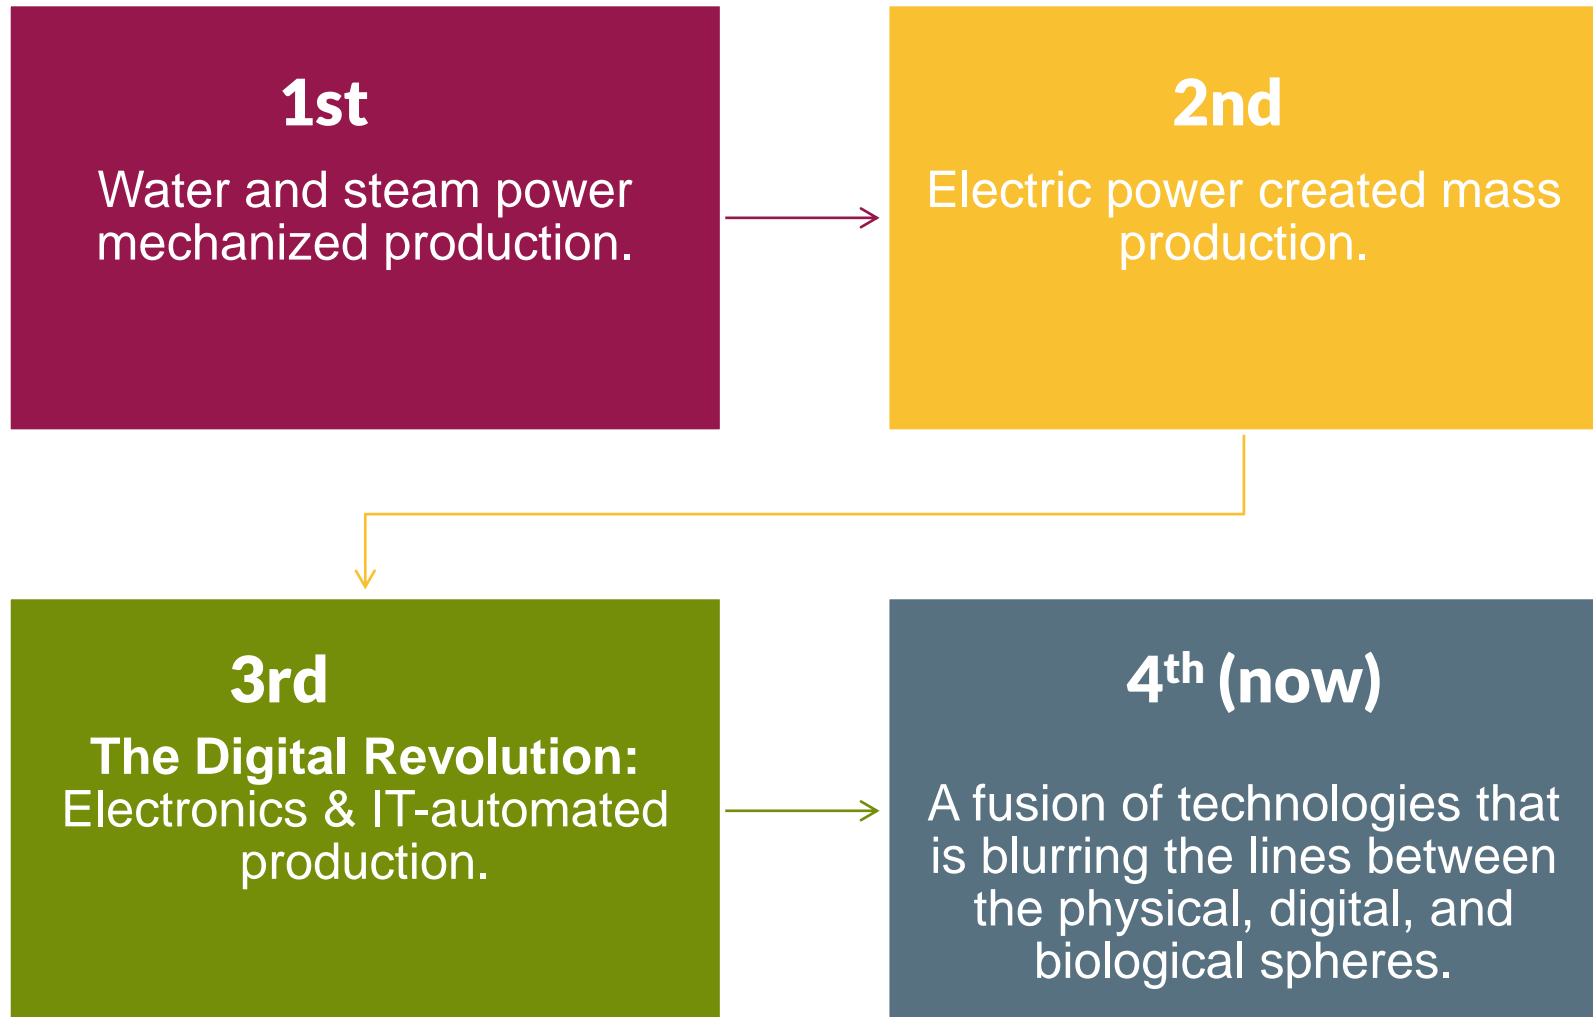 1st
Water and steam power
mechanized production.
2nd
Electric power created mass
production.
3rd
The Digital Revolution:
Electronics & IT-automated
production.
4th (now)
A fusion of technologies that
is blurring the lines between
the physical, digital, and
biological spheres.